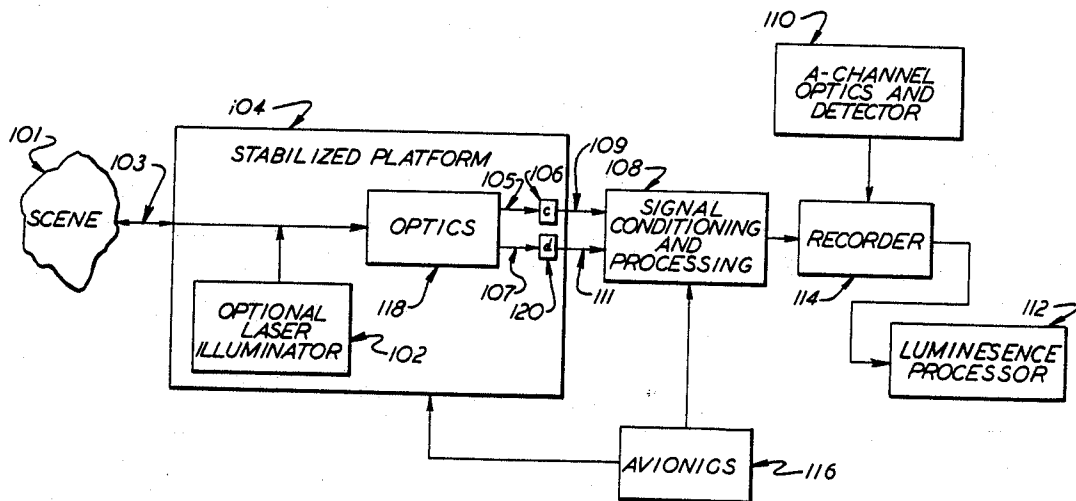 110
A-CHANNEL
OPTICS AND
DETECTOR
104
101
103
STABILIZED PLATFORM
109
106
108
105
SCENE
OPTICS
c
d
SIGNAL
CONDITIONING
AND
PROCESSING
RECORDER
107
118
120
111
114
112
OPTIONAL
LASER
ILLUMINATOR
102
LUMINESENCE
PROCESSOR
AVIONICS
116